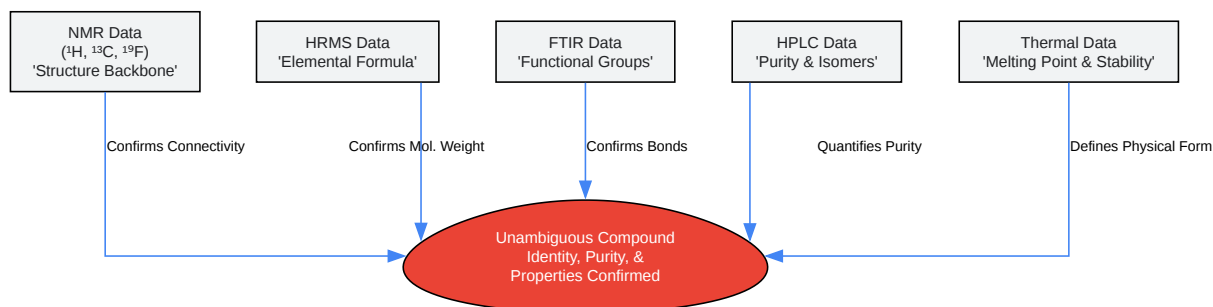 NMR Data
(¹H, ¹³C, ¹⁹F)
'Structure Backbone'
HRMS Data
'Elemental Formula'
FTIR Data
'Functional Groups'
HPLC Data
'Purity & Isomers'
Thermal Data
'Melting Point & Stability'
Confirms Connectivity
Confirms Mol. Weight
Confirms Bonds
Quantifies Purity
Defines Physical Form
Unambiguous Compound
Identity, Purity, &
Properties Confirmed